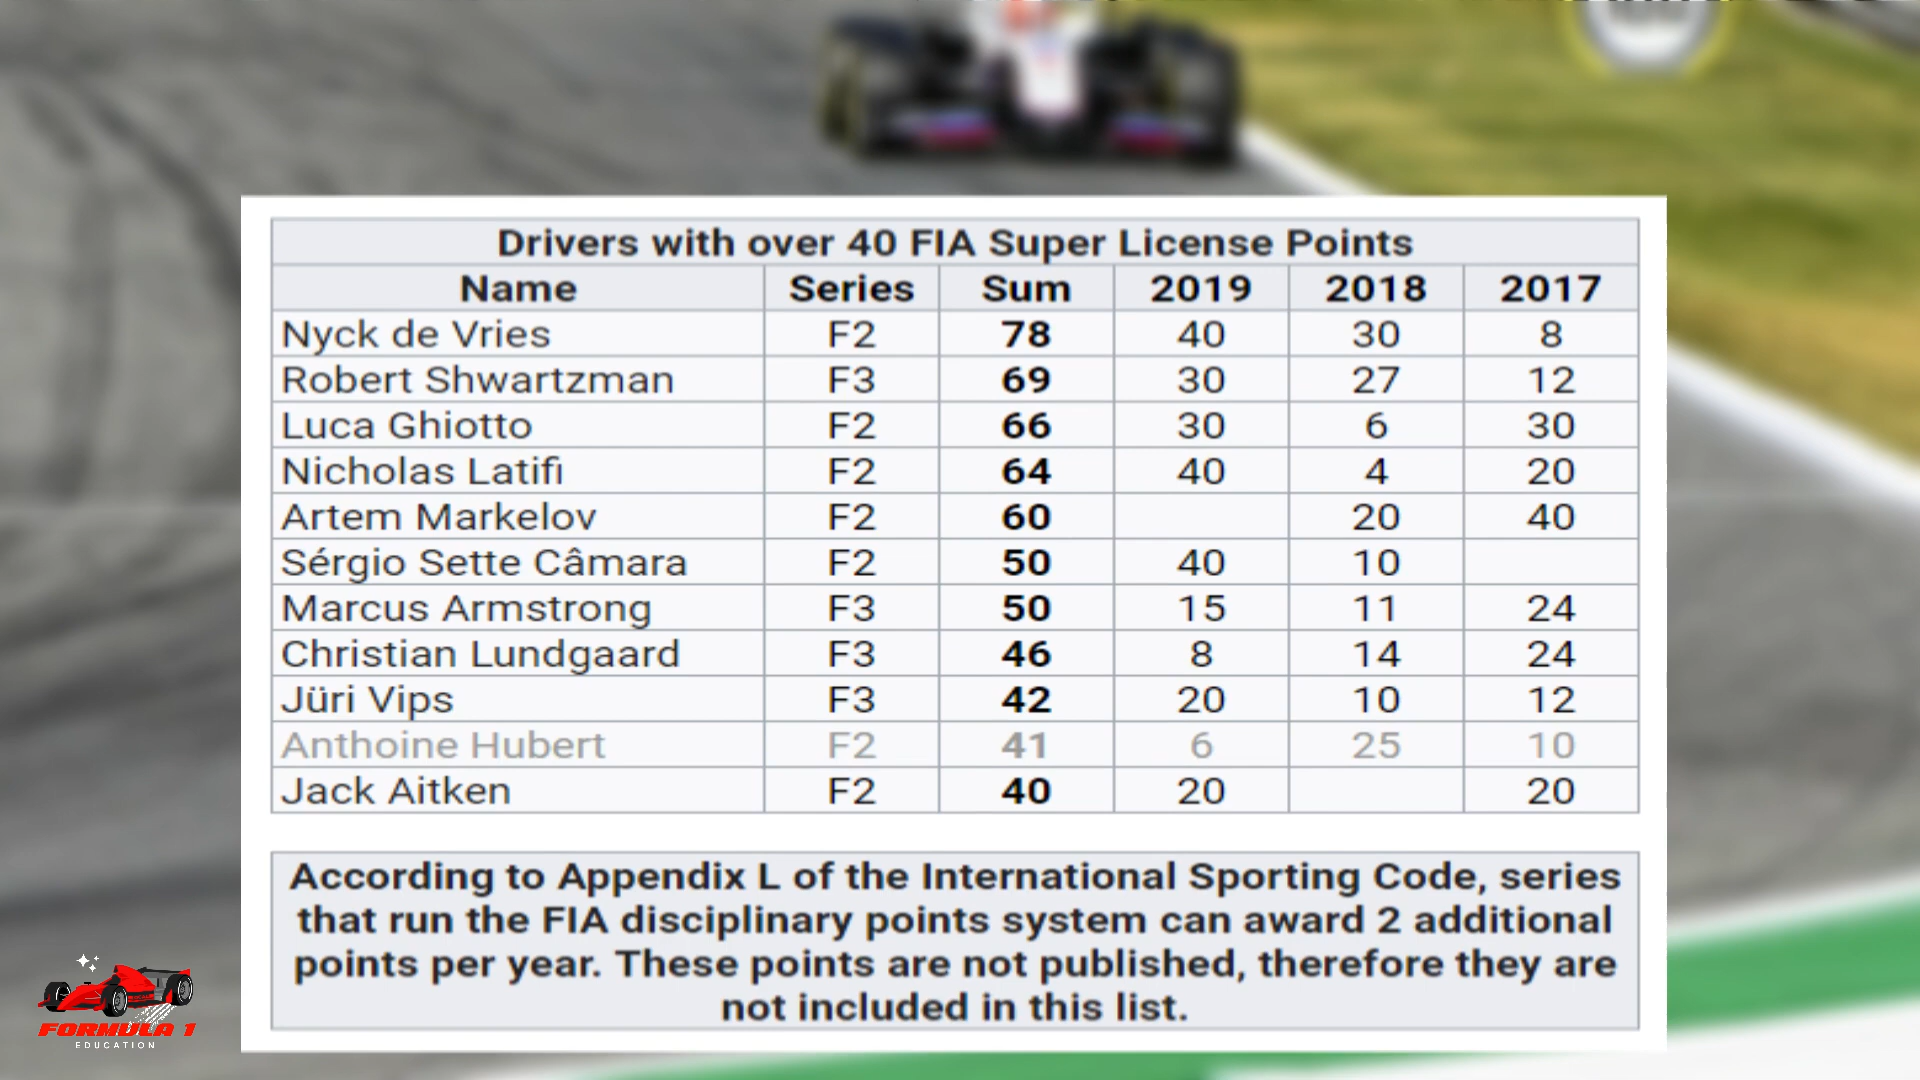 Drivers with over 40 FIA Super License Points
Name Series Sum 2019 2018 2017
Nyck de Vries F2 78 40 30 8
Robert Shwartzman F3 69 30 27 12
Luca Ghiotto F2 66 30 6 30
Nicholas Latifi F2 64 40 4 20
Artem Markelov F2 60 20 40
Sérgio Sette Câmara F2 50 40 10
Marcus Armstrong F3 50 15 11 24
Christian Lundgaard F3 46 8 14 24
Jüri Vips F3 42 20 10 12
Anthoine Hubert F2 41 6 25 10
Jack Aitken F2 40 20 20
According to Appendix L of the International Sporting Code, series
that run the FIA disciplinary points system can award 2 additional
points per year. These points are not published, therefore they are
not included in this list.
FORMULA 1
EDUCATION